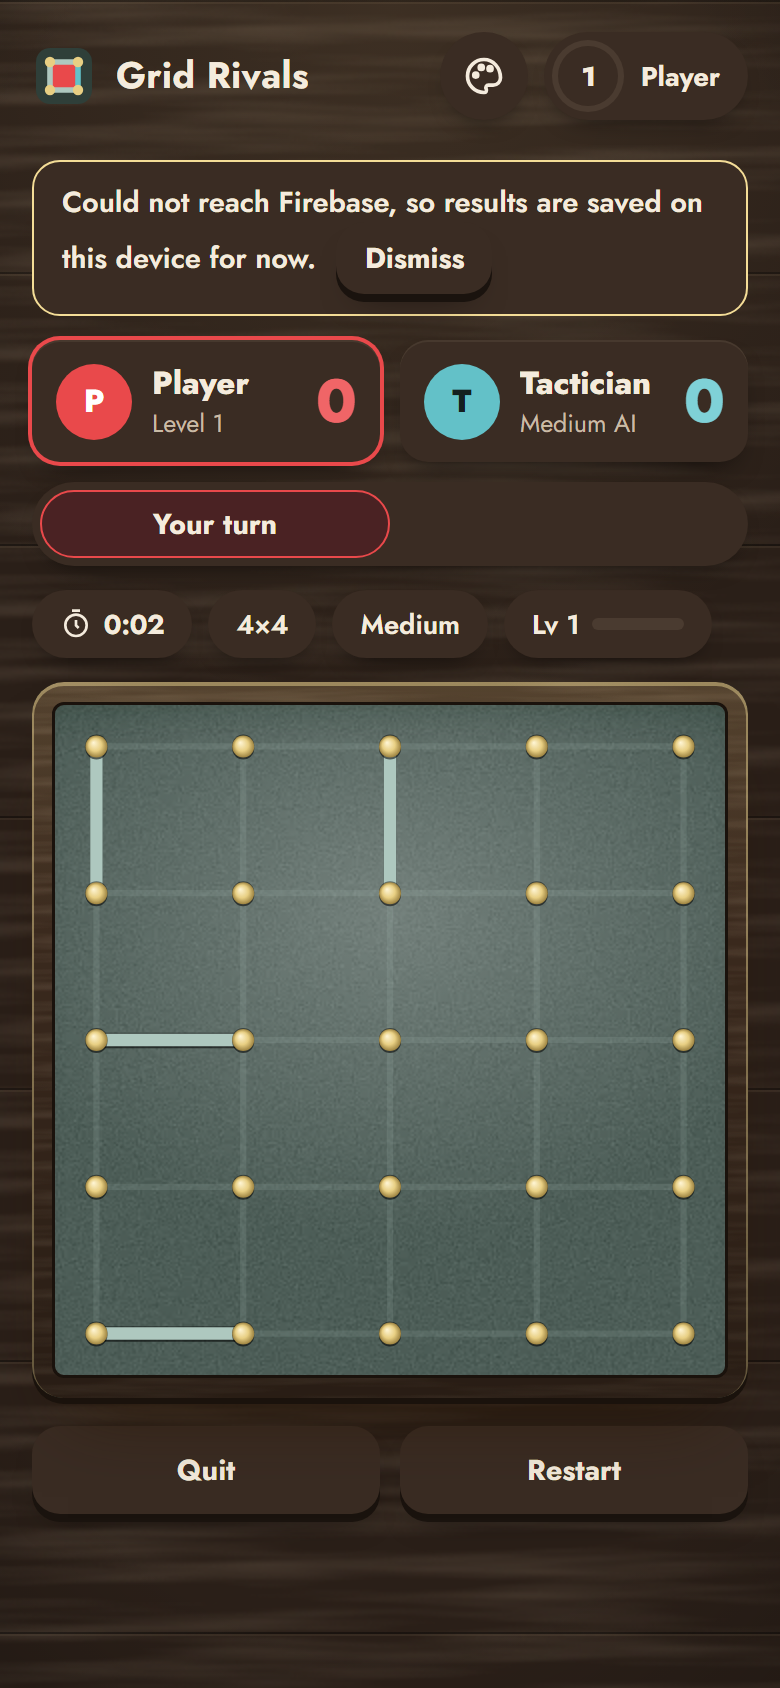 Grid Rivals
1
Player
Could not reach Firebase, so results are saved on
this device for now.
Dismiss
P
Player
Level 1
0
T
Tactician
Medium AI
0
Your turn
0:02
4×4
Medium
Lv 1
Quit
Restart